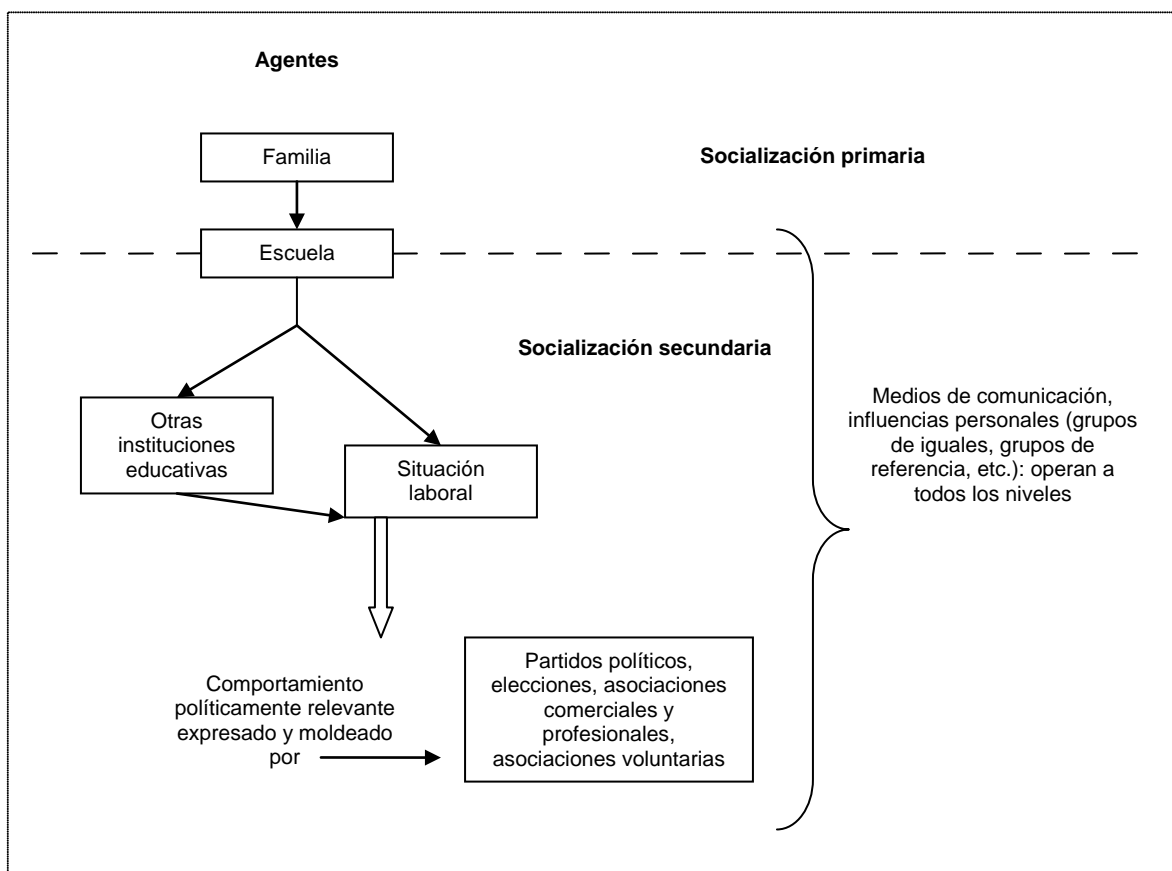 Agentes
Familia
Socialización primaria
Escuela
Socialización secundaria
Otras
instituciones
educativas
Situación
laboral
Medios de comunicación,
influencias personales (grupos
de iguales, grupos de
referencia, etc.): operan a
todos los niveles
Comportamiento
políticamente relevante
expresado y moldeado
por
Partidos políticos,
elecciones, asociaciones
comerciales y
profesionales,
asociaciones voluntarias